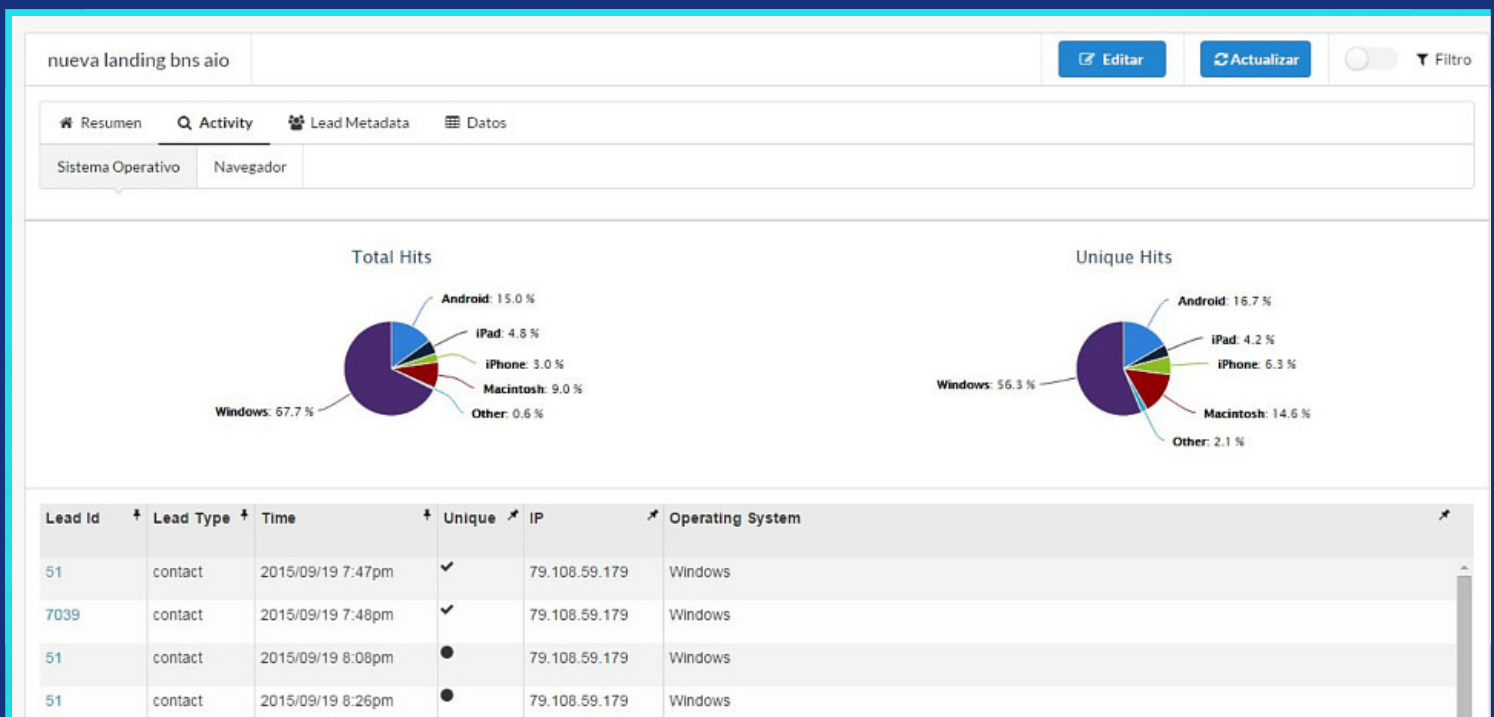 nueva landing bns aio
Editar
Actualizar
Filtro
Resumen Activity Lead Metadata Datos
Sistema Operativo Navegador
Total Hits
Android: 15.0 %
iPad: 4.8 %
iPhone: 3.0 %
Macintosh: 9.0 %
Other: 0.6 %
Windows: 67.7 %
Unique Hits
Android: 16.7 %
iPad: 4.2 %
iPhone: 6.3 %
Windows: 56.3 %
Macintosh: 14.6 %
Other: 2.1 %
Lead Id Lead Type Time Unique IP Operating System
51 contact 2015/09/19 7:47pm 79.108.59.179 Windows
7039 contact 2015/09/19 7:48pm 79.108.59.179 Windows
51 contact 2015/09/19 8:08pm 79.108.59.179 Windows
51 contact 2015/09/19 8:26pm 79.108.59.179 Windows